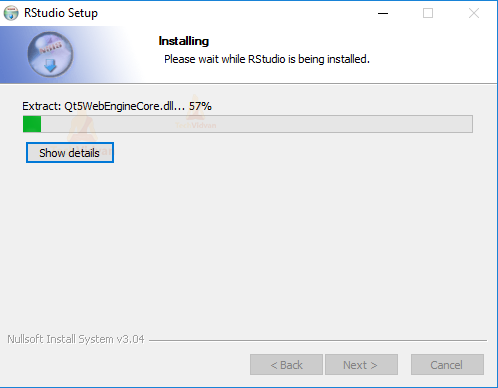 RStudio Setup
Installing
Please wait while RStudio is being installed.
Extract: Qt5WebEngineCore.dll... 57%
Show details
Nullsoft Install System v3.04
< Back
Next >
Cancel